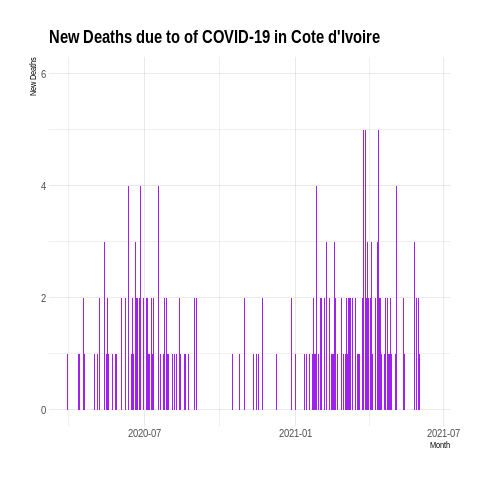 New Deaths due to of COVID-19 in Cote d'Ivoire
New Deaths
6
4
2
0
2020-07
2021-01
2021-07
Month